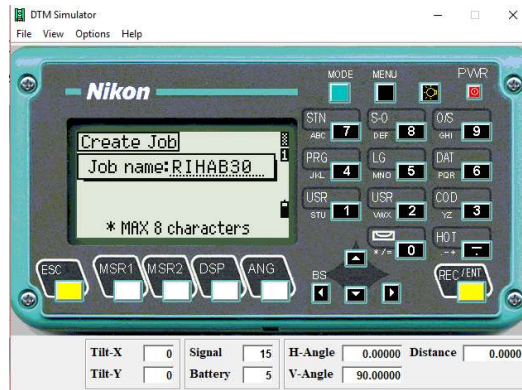 DTM Simulator
File View Options Help
Nikon
MODE MENU PWR
Create Job
1
Job name:RIHAB30
* MAX 8 characters
STN S-O O/S
ABC 7 DEF 8 GHI 9
PRG LG DAT
JKL 4 MNO 5 PQR 6
USR USR COD
STU 1 VWX 2 YZ 3
HOT
* /= 0 -+ .
ESC MSR1 MSR2 DSP ANG BS REC/ENT
Tilt-X 0 Signal 15 H-Angle 0.00000 Distance 0.0000
Tilt-Y 0 Battery 5 V-Angle 90.00000